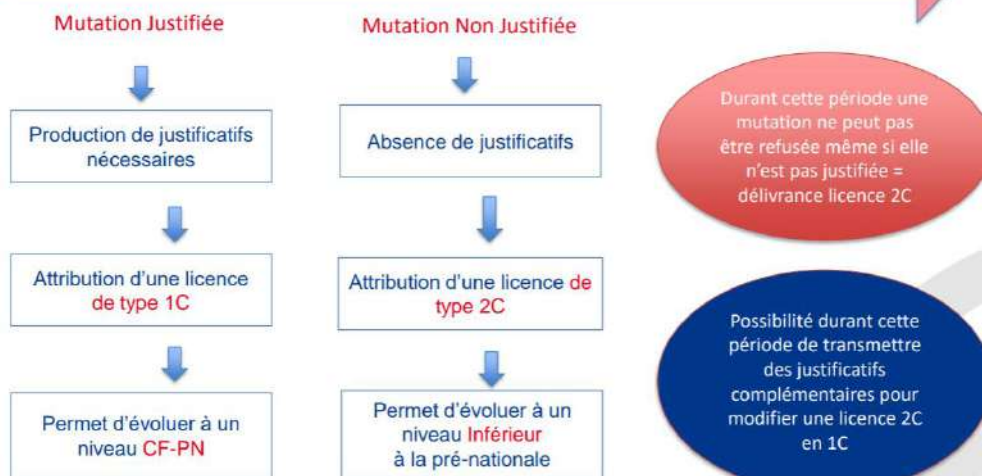 Mutation Justifiée
Production de justificatifs
nécessaires
Attribution d'une licence
de type 1C
Permet d'évoluer à un
niveau CF-PN
Mutation Non Justifiée
Absence de justificatifs
Attribution d'une licence de
type 2C
Permet d'évoluer à un
niveau Inférieur
à la pré-nationale
Durant cette période une
mutation ne peut pas
être refusée même si elle
n'est pas justifiée =
délivrance licence 2C
Possibilité durant cette
période de transmettre
des justificatifs
complémentaires pour
modifier une licence 2C
en 1C